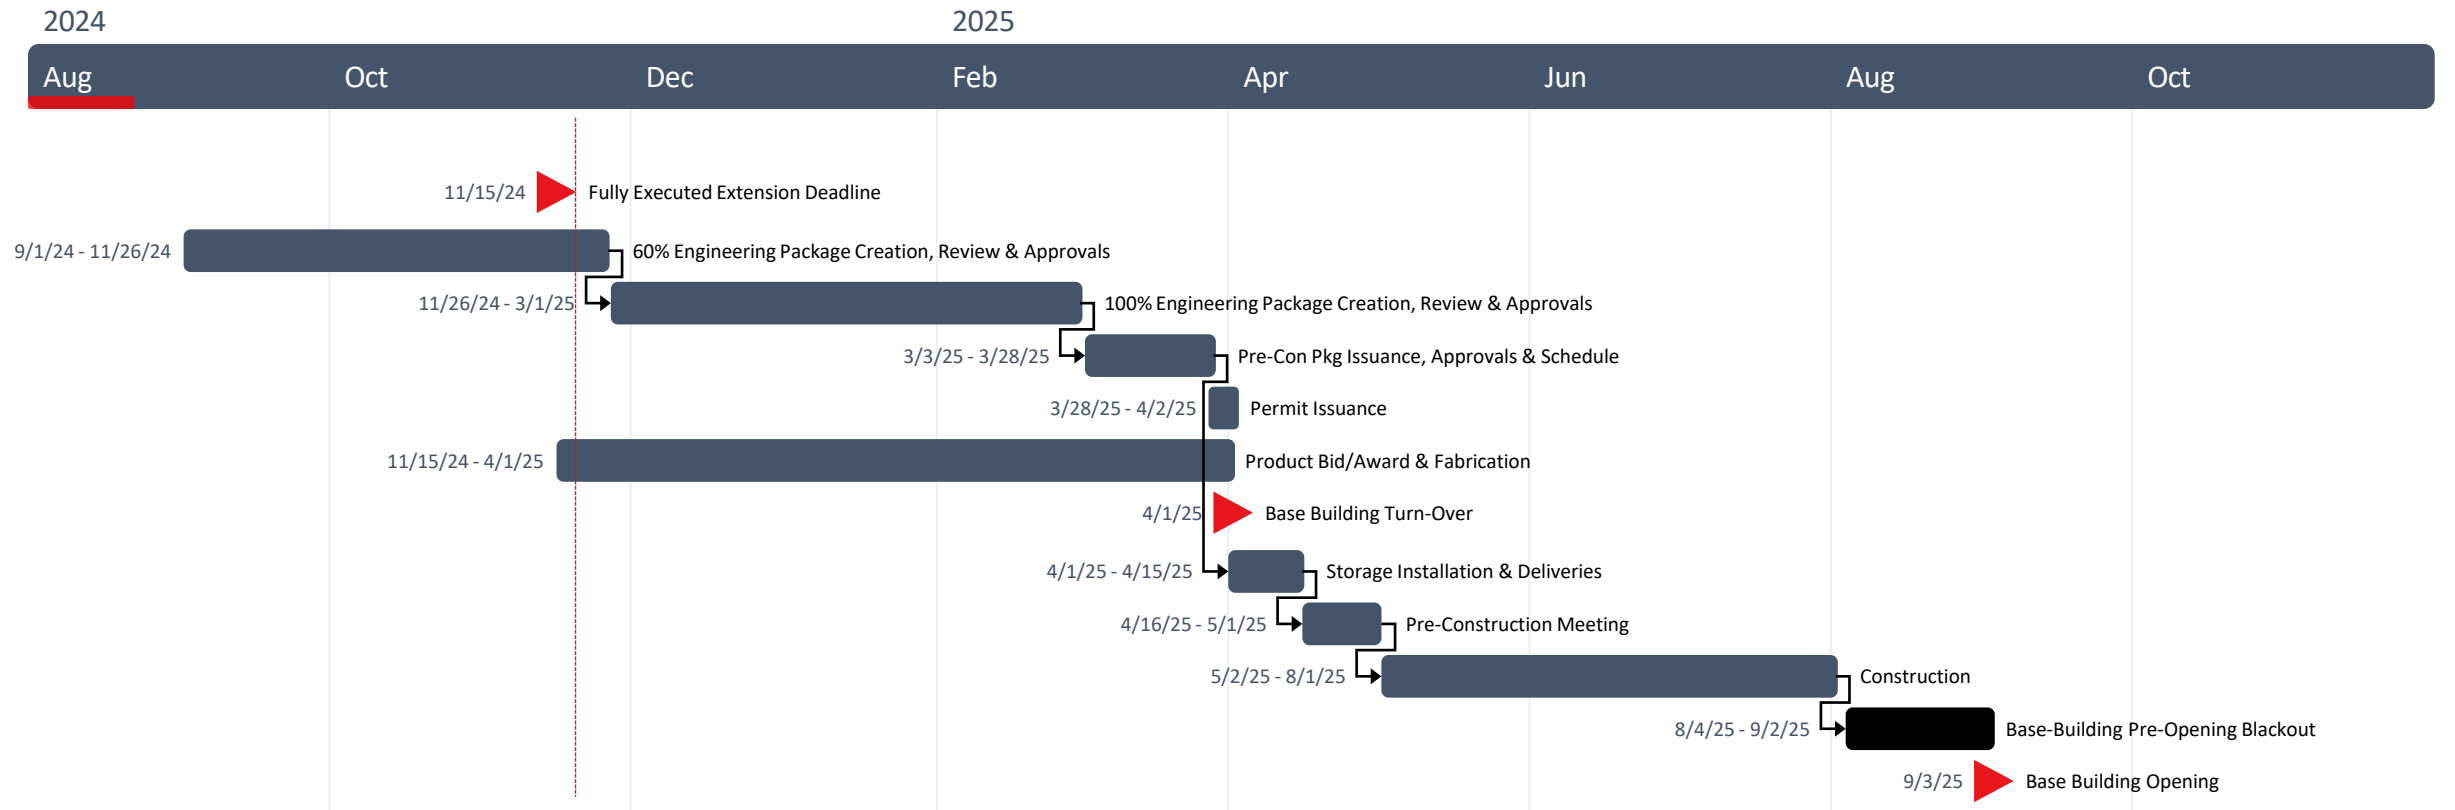 2024 2025
Aug Oct Dec Feb Apr Jun Aug Oct
11/15/24 Fully Executed Extension Deadline
9/1/24 - 11/26/24 60% Engineering Package Creation, Review & Approvals
11/26/24 - 3/1/25 100% Engineering Package Creation, Review & Approvals
3/3/25 - 3/28/25 Pre-Con Pkg Issuance, Approvals & Schedule
3/28/25 - 4/2/25 Permit Issuance
11/15/24 - 4/1/25 Product Bid/Award & Fabrication
4/1/25 Base Building Turn-Over
4/1/25 - 4/15/25 Storage Installation & Deliveries
4/16/25 - 5/1/25 Pre-Construction Meeting
5/2/25 - 8/1/25 Construction
8/4/25 - 9/2/25 Base-Building Pre-Opening Blackout
9/3/25 Base Building Opening